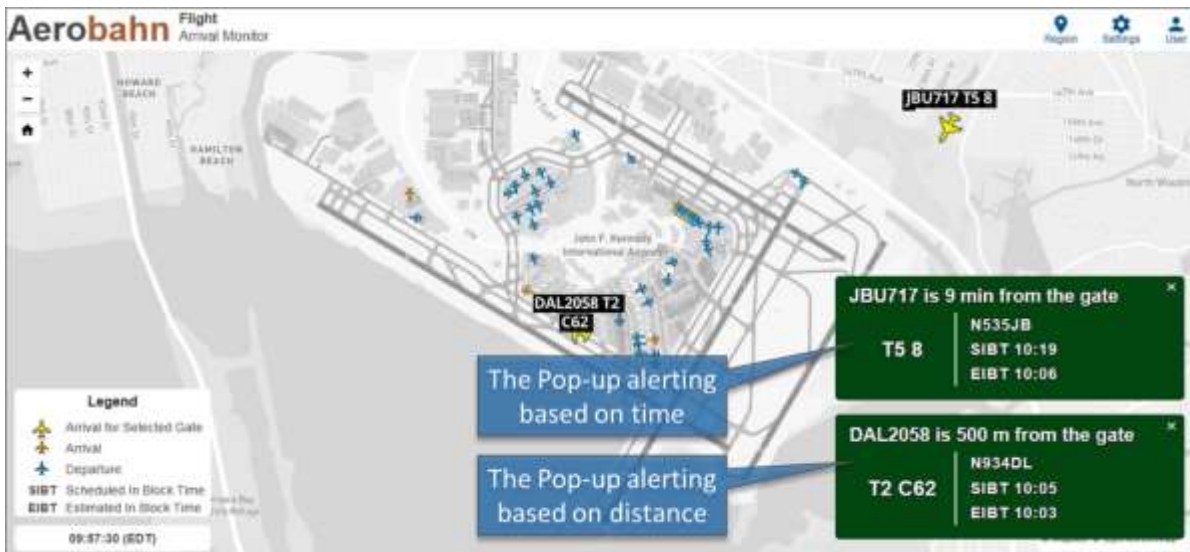 Aerobahn
Flight
Arrival Monitor
Region
Settings
User
+
HOWARD
BEACH
HAMILTON
BEACH
JBU717 T5 8
North
John F. Kennedy
International Airport
DAL2058 T2
C62
JBU717 is 9 min from the gate
×
T5 8
N535JB
SIBT 10:19
EIBT 10:06
The Pop-up alerting
based on time
DAL2058 is 500 m from the gate
×
T2 C62
N934DL
SIBT 10:05
EIBT 10:03
The Pop-up alerting
based on distance
Legend
Arrival for Selected Gate
Arrival
Departure
SIBT Scheduled In Block Time
EIBT Estimated In Block Time
09:57:30 (EDT)